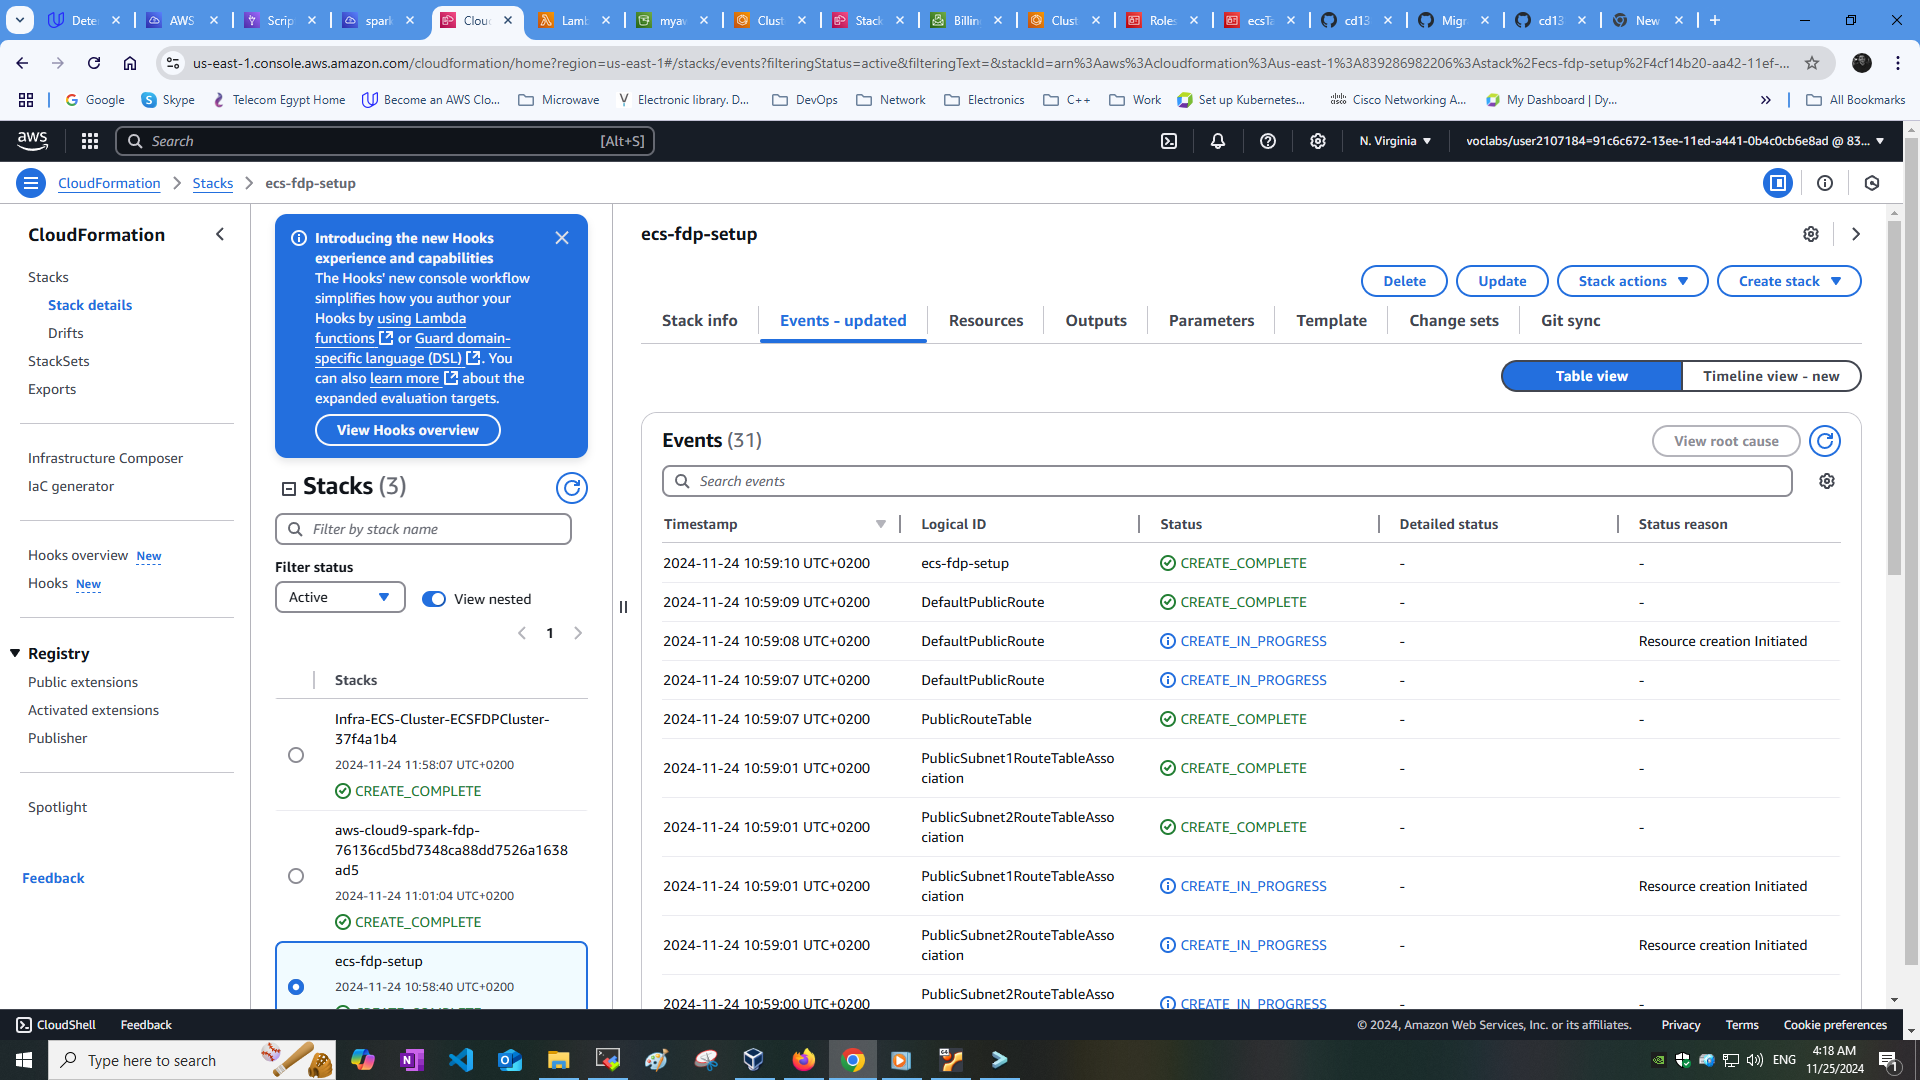 Dete
AWS
Scrip
spark
Cloud
Lamb
myav
Clust
Stack
Billin
Clust
Roles
ecsTa
cd13
Migr
cd13
New
us-east-1.console.aws.amazon.com/cloudformation/home?region=us-east-1#/stacks/events?filteringStatus=active&filteringText=&stackId=arn%3Aaws%3Acloudformation%3Aus-east-1%3A839286982206%3Astack%2Fecs-fdp-setup%2F4cf14b20-aa42-11ef-...
Google
Skype
Telecom Egypt Home
Become an AWS Clo...
Microwave
Electronic library. D...
DevOps
Network
Electronics
C++
Work
Set up Kubernetes...
Cisco Networking A...
My Dashboard | Dy...
All Bookmarks
aws
Search
[Alt+S]
N. Virginia
voclabs/user2107184=91c6c672-13ee-11ed-a441-0b4c0cb6e8ad @ 83...
CloudFormation
Stacks
ecs-fdp-setup
CloudFormation
Stacks
Stack details
Drifts
StackSets
Exports
Infrastructure Composer
IaC generator
Hooks overview New
Hooks New
Registry
Public extensions
Activated extensions
Publisher
Spotlight
Feedback
Introducing the new Hooks
experience and capabilities
The Hooks' new console workflow
simplifies how you author your
Hooks by using Lambda
functions or Guard domain-
specific language (DSL) . You
can also learn more about the
expanded evaluation targets.
View Hooks overview
Stacks (3)
Filter by stack name
Filter status
Active
View nested
1
Stacks
Infra-ECS-Cluster-ECSFDPCluster-
37f4a1b4
2024-11-24 11:58:07 UTC+0200
CREATE_COMPLETE
aws-cloud9-spark-fdp-
76136cd5bd7348ca88dd7526a1638
ad5
2024-11-24 11:01:04 UTC+0200
CREATE_COMPLETE
ecs-fdp-setup
2024-11-24 10:58:40 UTC+0200
CREATE_COMPLETE
ecs-fdp-setup
Delete
Update
Stack actions
Create stack
Stack info
Events - updated
Resources
Outputs
Parameters
Template
Change sets
Git sync
Table view
Timeline view - new
Events (31)
View root cause
Search events
Timestamp Logical ID Status Detailed status Status reason
2024-11-24 10:59:10 UTC+0200 ecs-fdp-setup CREATE_COMPLETE - -
2024-11-24 10:59:09 UTC+0200 DefaultPublicRoute CREATE_COMPLETE - -
2024-11-24 10:59:08 UTC+0200 DefaultPublicRoute CREATE_IN_PROGRESS - Resource creation Initiated
2024-11-24 10:59:07 UTC+0200 DefaultPublicRoute CREATE_IN_PROGRESS - -
2024-11-24 10:59:07 UTC+0200 PublicRouteTable CREATE_COMPLETE - -
PublicSubnet1RouteTableAsso
2024-11-24 10:59:01 UTC+0200 ciation CREATE_COMPLETE - -
PublicSubnet2RouteTableAsso
2024-11-24 10:59:01 UTC+0200 ciation CREATE_COMPLETE - -
PublicSubnet1RouteTableAsso
2024-11-24 10:59:01 UTC+0200 ciation CREATE_IN_PROGRESS - Resource creation Initiated
PublicSubnet2RouteTableAsso
2024-11-24 10:59:01 UTC+0200 ciation CREATE_IN_PROGRESS - Resource creation Initiated
PublicSubnet2RouteTableAsso
2024-11-24 10:59:00 UTC+0200 CREATE_IN_PROGRESS - -
CloudShell
Feedback
© 2024, Amazon Web Services, Inc. or its affiliates.
Privacy
Terms
Cookie preferences
Type here to search
ENG
4:18 AM
11/25/2024
1